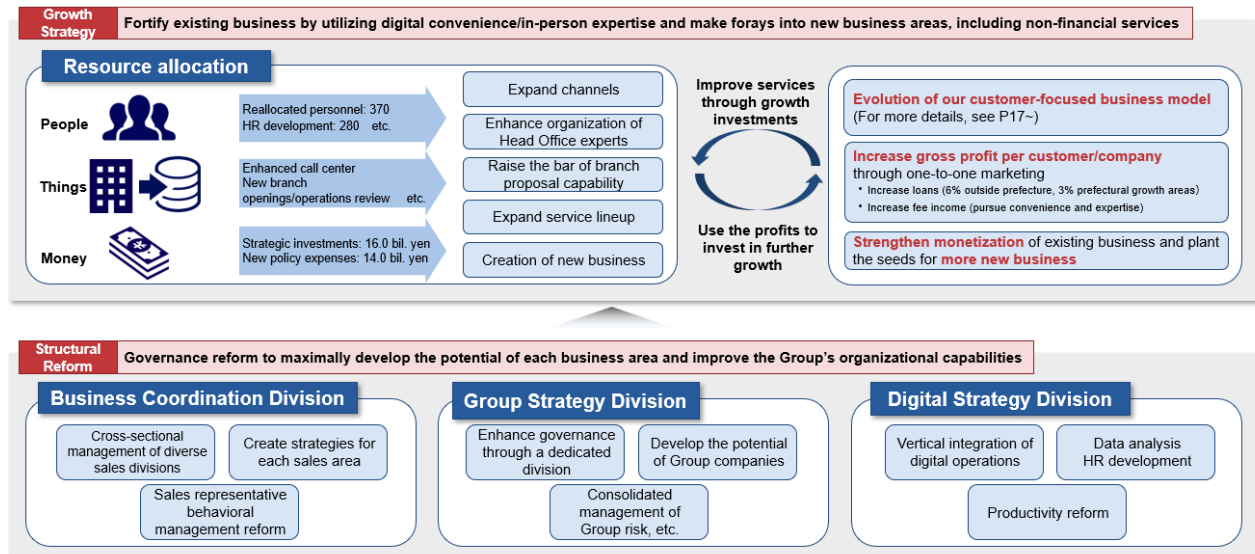 Growth
Strategy
Fortify existing business by utilizing digital convenience/in-person expertise and make forays into new business areas, including non-financial services
Resource allocation
People
Reallocated personnel: 370
HR development: 280 etc.
Things
Enhanced call center
New branch
openings/operations review etc.
Money
Strategic investments: 16.0 bil. yen
New policy expenses: 14.0 bil. yen
Expand channels
Enhance organization of
Head Office experts
Raise the bar of branch
proposal capability
Expand service lineup
Creation of new business
Improve services
through growth
investments
Use the profits to
invest in further
growth
Evolution of our customer-focused business model
(For more details, see P17~)
Increase gross profit per customer/company
through one-to-one marketing
• Increase loans (6% outside prefecture, 3% prefectural growth areas)
• Increase fee income (pursue convenience and expertise)
Strengthen monetization of existing business and plant
the seeds for more new business
Structural
Reform
Governance reform to maximally develop the potential of each business area and improve the Group's organizational capabilities
Business Coordination Division
Cross-sectional
management of diverse
sales divisions
Create strategies for
each sales area
Sales representative
behavioral
management reform
Group Strategy Division
Enhance governance
through a dedicated
division
Develop the potential
of Group companies
Consolidated
management of
Group risk, etc.
Digital Strategy Division
Vertical integration of
digital operations
Data analysis
HR development
Productivity reform